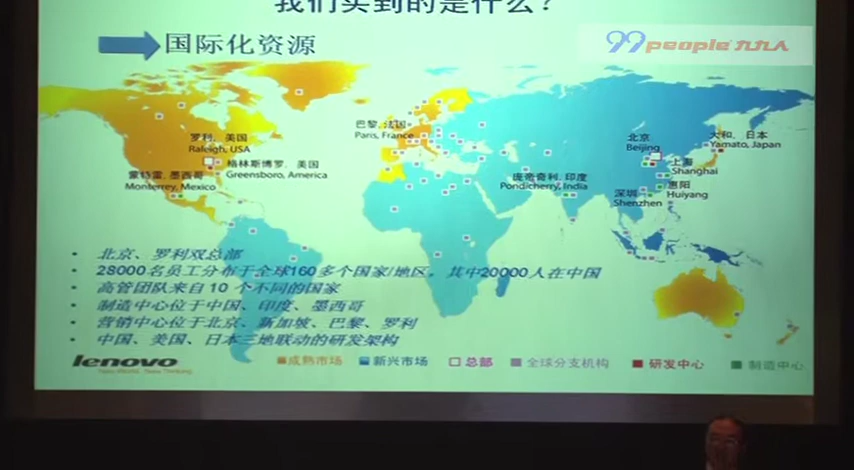 我们买到的是什么?
国际化资源
99people 九九人
罗利, 美国
Raleigh, USA
格林斯博罗, 美国
Greensboro, America
蒙特雷, 墨西哥
Monterrey, Mexico
巴黎, 法国
Paris, France
庞帝奇利, 印度
Pondicherry, India
北京
Beijing
大和, 日本
Yamato, Japan
上海
Shanghai
惠阳
Huiyang
深圳
Shenzhen
• 北京、罗利双总部
• 28000名员工分布于全球160多个国家/地区，其中20000人在中国
• 高管团队来自10个不同的国家
• 制造中心位于中国、印度、墨西哥
• 营销中心位于北京、新加坡、巴黎、罗利
• 中国、美国、日本三地联动的研发架构
lenovo
New World. New Thinking.
成熟市场 新兴市场 总部 全球分支机构 研发中心 制造中心